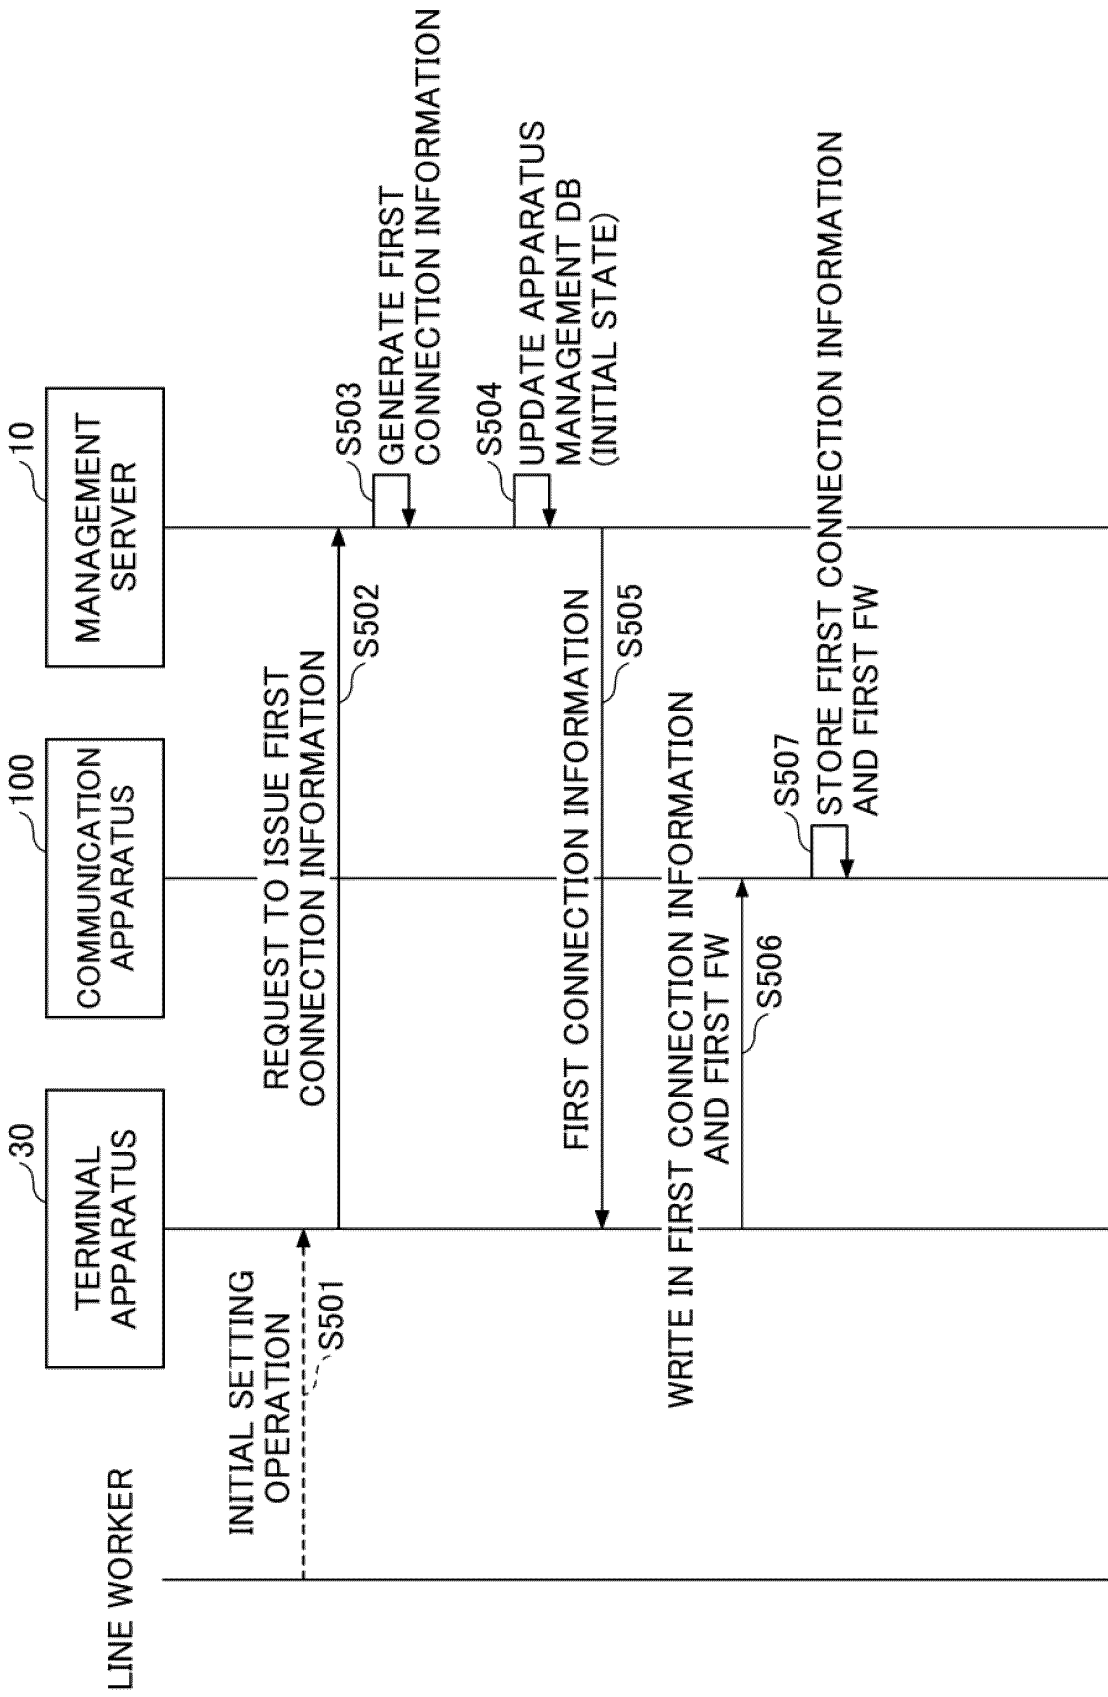 LINE WORKER
30
TERMINAL
APPARATUS
100
COMMUNICATION
APPARATUS
10
MANAGEMENT
SERVER
INITIAL SETTING
OPERATION
S501
REQUEST TO ISSUE FIRST
CONNECTION INFORMATION
S502
S503
GENERATE FIRST
CONNECTION INFORMATION
S504
UPDATE APPARATUS
MANAGEMENT DB
(INITIAL STATE)
FIRST CONNECTION INFORMATION
S505
WRITE IN FIRST CONNECTION INFORMATION
AND FIRST FW
S506
S507
STORE FIRST CONNECTION INFORMATION
AND FIRST FW